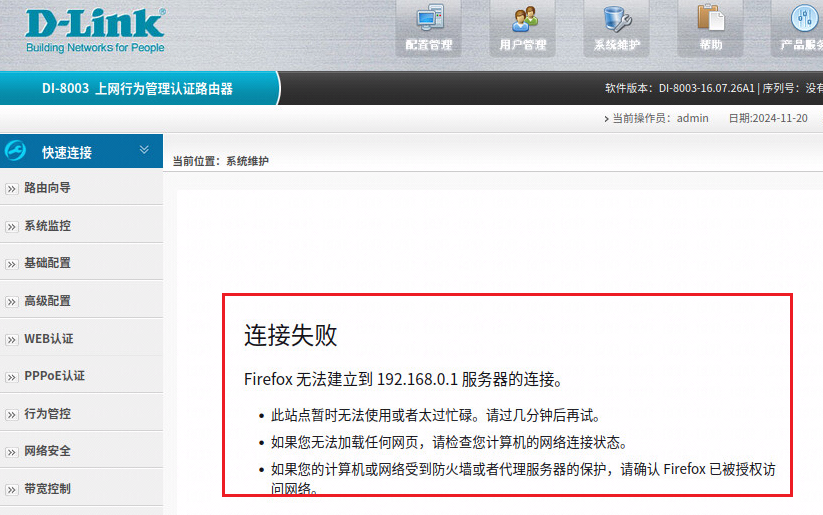 D-Link
Building Networks for People
配置管理
用户管理
系统维护
帮助
产品服务
DI-8003 上网行为管理认证路由器
软件版本：DI-8003-16.07.26A1 | 序列号：没有
当前操作员：admin 日期:2024-11-20
快速连接
当前位置：系统维护
路由向导
系统监控
基础配置
高级配置
WEB认证
PPPoE认证
行为管控
网络安全
带宽控制
连接失败
Firefox 无法建立到 192.168.0.1 服务器的连接。
• 此站点暂时无法使用或者太过忙碌。请过几分钟后再试。
• 如果您无法加载任何网页，请检查您计算机的网络连接状态。
• 如果您的计算机或网络受到防火墙或者代理服务器的保护，请确认 Firefox 已被授权访
问网络。